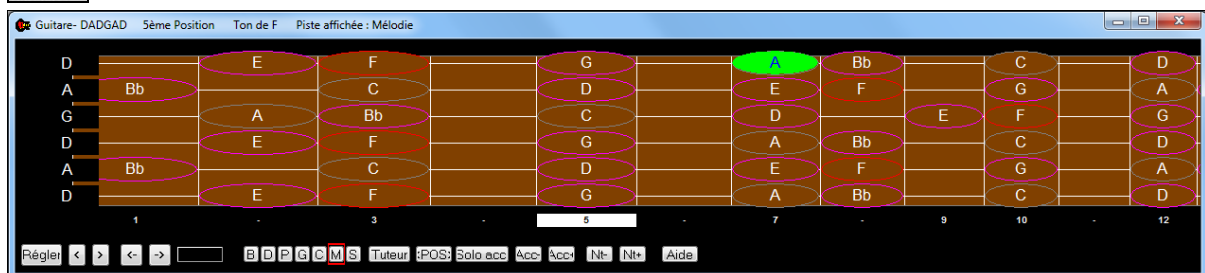 Guitare- DADGAD 5ème Position Ton de F Piste affichée : Mélodie
D E F G A Bb C D
A Bb C D E F G A
G A Bb C D E F G
D E F G A Bb C D
A Bb C D E F G A
D E F G A Bb C D
1 - 3 - 5 - 7 - 9 10 - 12
Régler < > <- -> B D P G C M S Tuteur :POS: Solo acc Acc- Acc+ Nt- Nt+ Aide